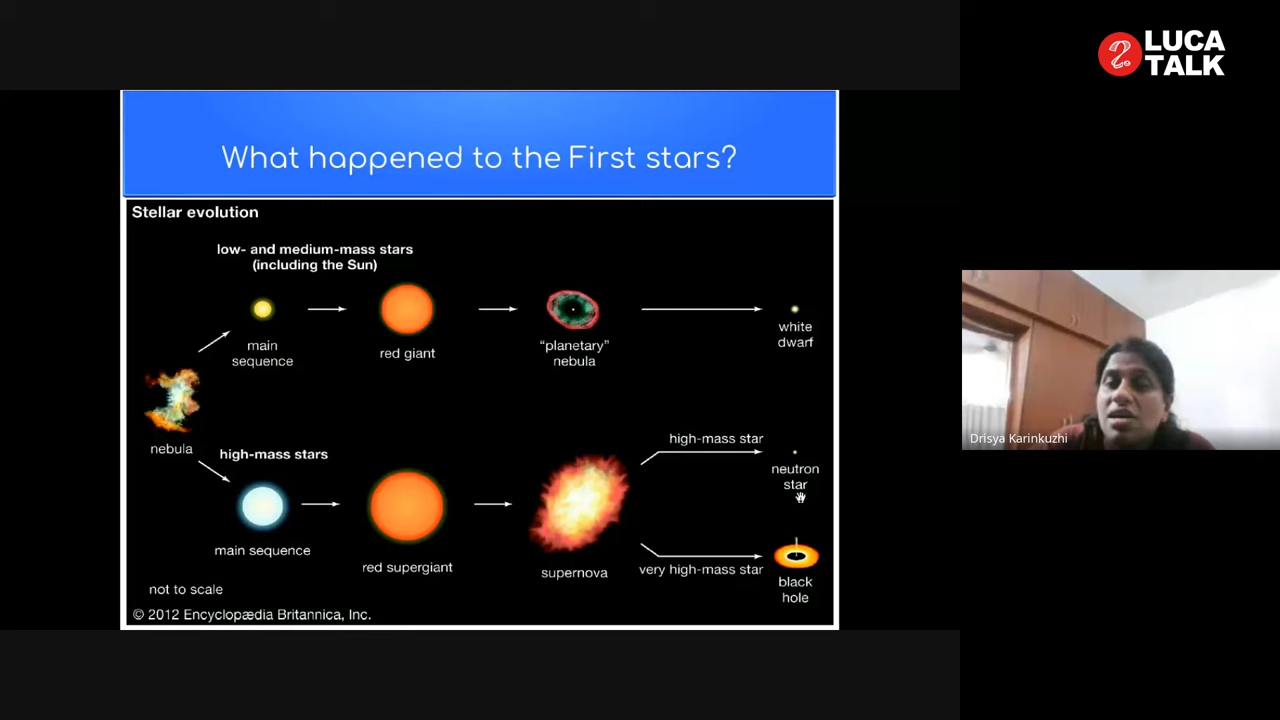 LUCA
TALK
What happened to the First stars?
Stellar evolution
low- and medium-mass stars
(including the Sun)
main
sequence
red giant
“planetary”
nebula
white
dwarf
nebula
high-mass stars
main sequence
red supergiant
supernova
high-mass star
neutron
star
very high-mass star
black
hole
not to scale
© 2012 Encyclopædia Britannica, Inc.
Drisya Karinkuzhi